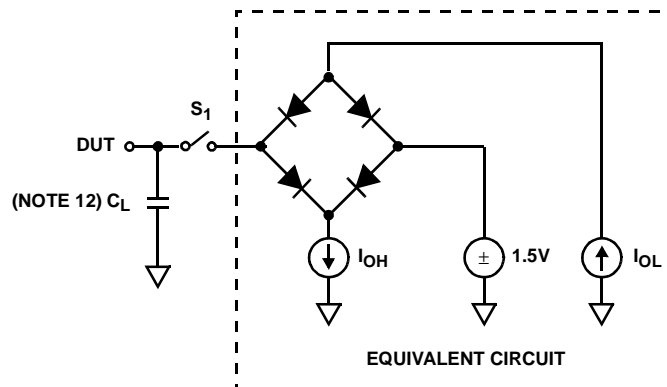 S1
DUT
(NOTE 12) CL
IOH
± 1.5V
IOL
EQUIVALENT CIRCUIT